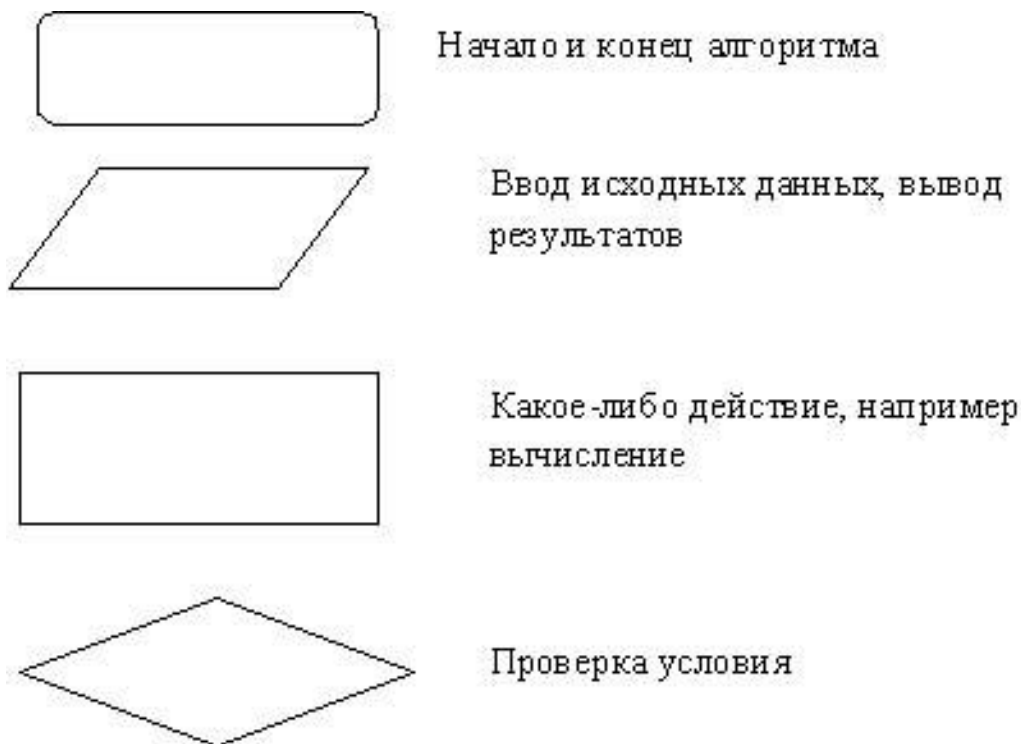 Начало и конец алгоритма
Ввод исходных данных, вывод
результатов
Какое-либо действие, например
вычисление
Проверка условия